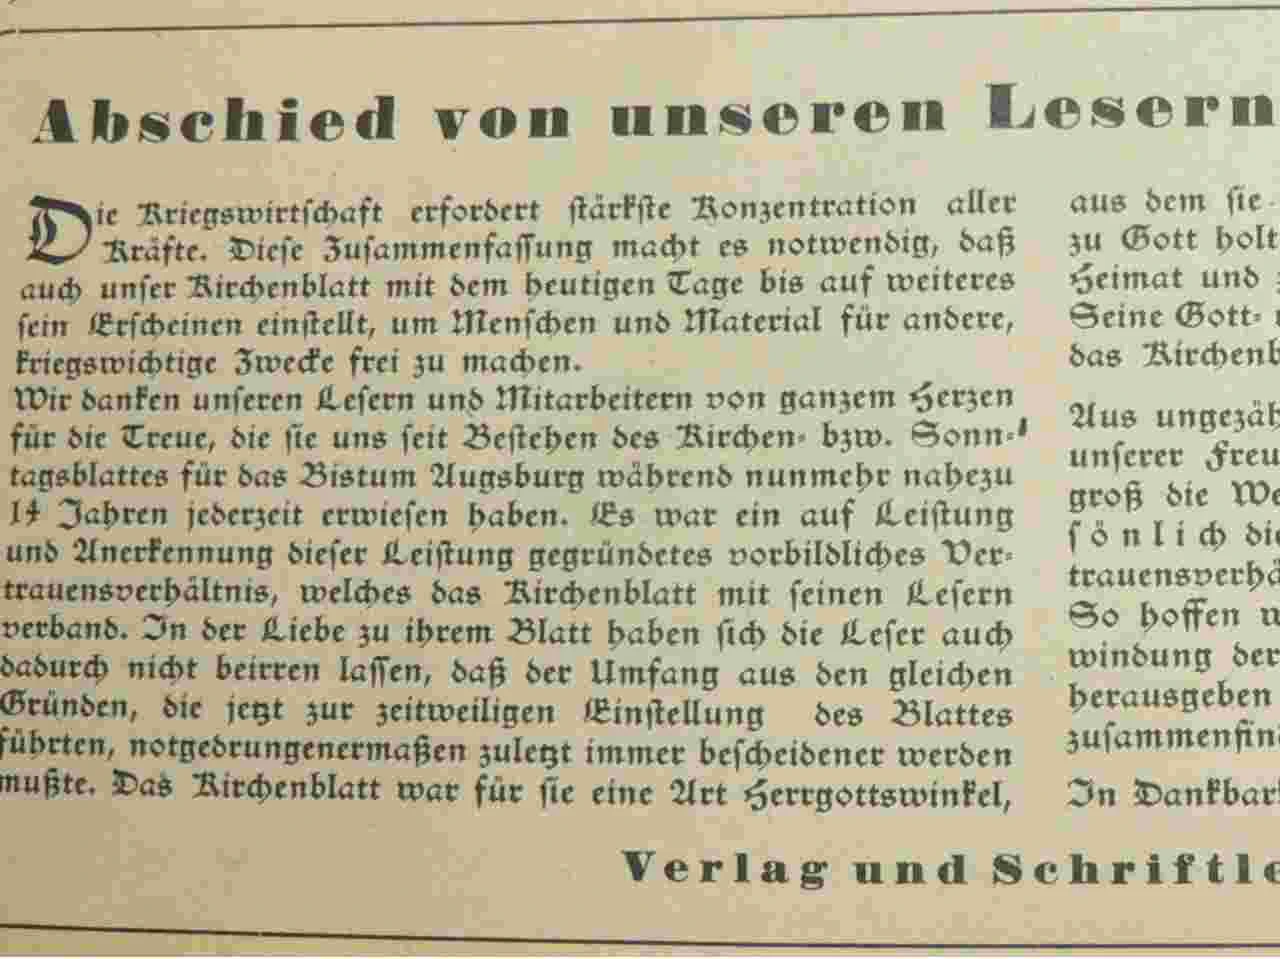 Abschied von unseren Lesern
Die Kriegswirtschaft erfordert stärkste Konzentration aller
Kräfte. Diese Zusammenfassung macht es notwendig, daß
auch unser Kirchenblatt mit dem heutigen Tage bis auf weiteres
sein Erscheinen einstellt, um Menschen und Material für andere,
kriegswichtige Zwecke frei zu machen.
Wir danken unseren Lesern und Mitarbeitern von ganzem Herzen
für die Treue, die sie uns seit Bestehen des Kirchen- bzw. Sonn-
tagsblattes für das Bistum Augsburg während nunmehr nahezu
14 Jahren jederzeit erwiesen haben. Es war ein auf Leistung
und Anerkennung dieser Leistung gegründetes vorbildliches Ver-
trauensverhältnis, welches das Kirchenblatt mit seinen Lesern
verband. In der Liebe zu ihrem Blatt haben sich die Leser auch
dadurch nicht beirren lassen, daß der Umfang aus den gleichen
Gründen, die jetzt zur zeitweiligen Einstellung des Blattes
führten, notgedrungenermaßen zuletzt immer bescheidener werden
mußte. Das Kirchenblatt war für sie eine Art Herrgottswinkel,
aus dem sie
zu Gott holt
Heimat und
Seine Gott-
das Kirchenb
Aus ungezäh
unserer Freu
groß die We
sönlich die
trauensverhä
So hoffen
windung der
herausgeben
zusammenfin
In Dankbar
Verlag und Schriftle